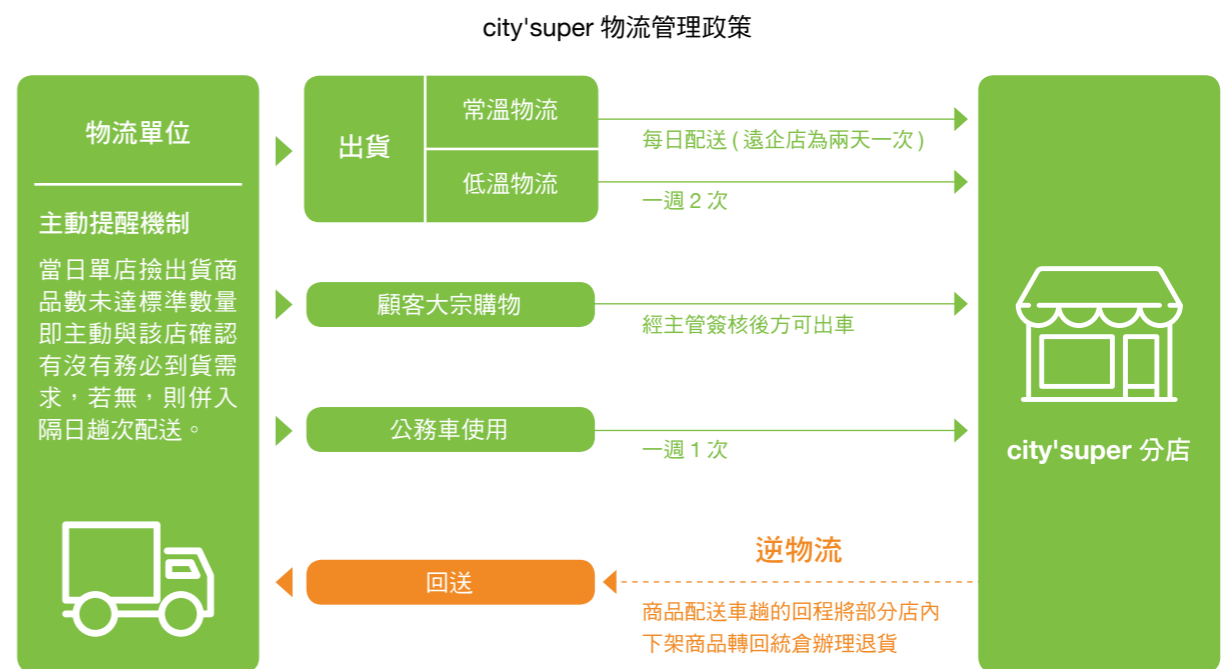 city'super 物流管理政策
物流單位
主動提醒機制
當日單店撿出貨商
品數未達標準數量
即主動與該店確認
有沒有務必到貨需
求，若無，則併入
隔日趟次配送。
出貨
常溫物流
每日配送 ( 遠企店為兩天一次 )
低溫物流
一週 2 次
顧客大宗購物
經主管簽核後方可出車
公務車使用
一週 1 次
回送
逆物流
商品配送車趟的回程將部分店內
下架商品轉回統倉辦理退貨
city'super 分店